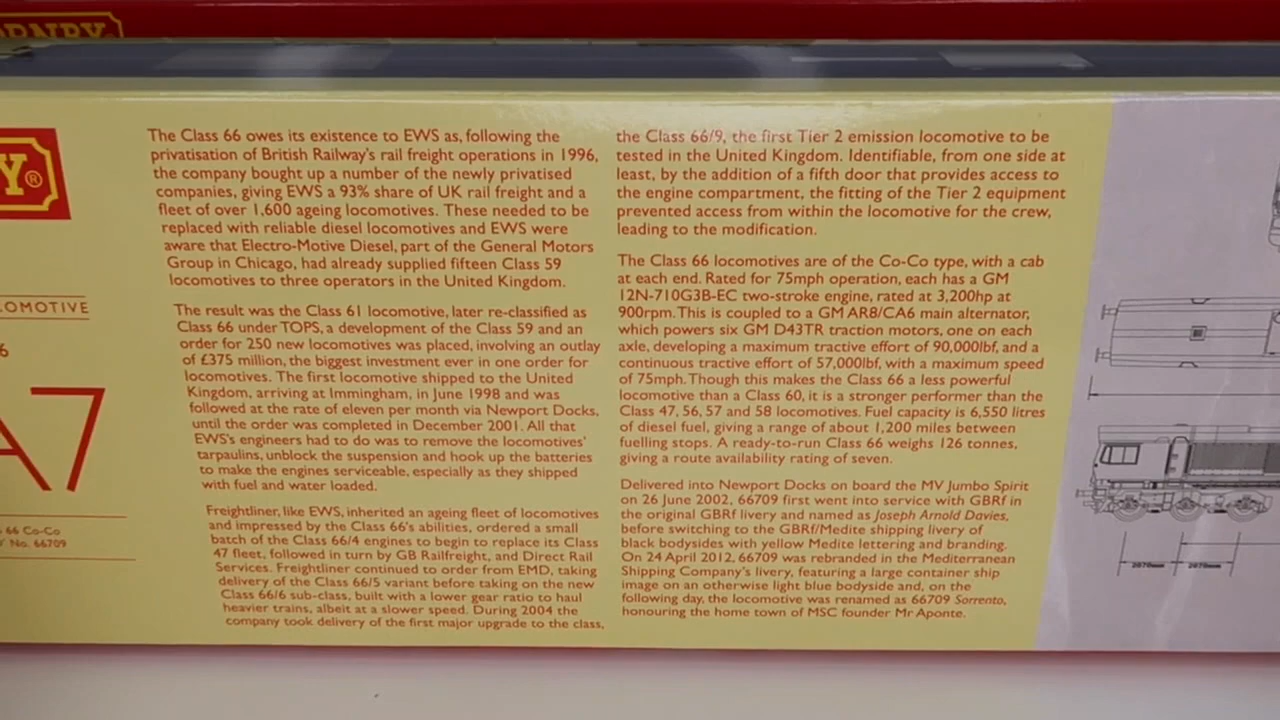 ORNBY
Y®
LOCOMOTIVE
6
A7
66 Co-Co
No. 66709
The Class 66 owes its existence to EWS as, following the
privatisation of British Railway's rail freight operations in 1996,
the company bought up a number of the newly privatised
companies, giving EWS a 93% share of UK rail freight and a
fleet of over 1,600 ageing locomotives. These needed to be
replaced with reliable diesel locomotives and EWS were
aware that Electro-Motive Diesel, part of the General Motors
Group in Chicago, had already supplied fifteen Class 59
locomotives to three operators in the United Kingdom.
The result was the Class 61 locomotive, later re-classified as
Class 66 under TOPS, a development of the Class 59 and an
order for 250 new locomotives was placed, involving an outlay
of £375 million, the biggest investment ever in one order for
locomotives. The first locomotive shipped to the United
Kingdom, arriving at Immingham, in June 1998 and was
followed at the rate of eleven per month via Newport Docks,
until the order was completed in December 2001. All that
EWS's engineers had to do was to remove the locomotives'
tarpaulins, unblock the suspension and hook up the batteries
to make the engines serviceable, especially as they shipped
with fuel and water loaded.
Freightliner, like EWS, inherited an ageing fleet of locomotives
and impressed by the Class 66's abilities, ordered a small
batch of the Class 66/4 engines to begin to replace its Class
47 fleet, followed in turn by GB Railfreight, and Direct Rail
Services. Freightliner continued to order from EMD, taking
delivery of the Class 66/5 variant before taking on the new
Class 66/6 sub-class, built with a lower gear ratio to haul
heavier trains, albeit at a slower speed. During 2004 the
company took delivery of the first major upgrade to the class,
the Class 66/9, the first Tier 2 emission locomotive to be
tested in the United Kingdom. Identifiable, from one side at
least, by the addition of a fifth door that provides access to
the engine compartment, the fitting of the Tier 2 equipment
prevented access from within the locomotive for the crew,
leading to the modification.
The Class 66 locomotives are of the Co-Co type, with a cab
at each end. Rated for 75mph operation, each has a GM
12N-710G3B-EC two-stroke engine, rated at 3,200hp at
900rpm. This is coupled to a GM AR8/CA6 main alternator,
which powers six GM D43TR traction motors, one on each
axle, developing a maximum tractive effort of 90,000lbf, and a
continuous tractive effort of 57,000lbf, with a maximum speed
of 75mph. Though this makes the Class 66 a less powerful
locomotive than a Class 60, it is a stronger performer than the
Class 47, 56, 57 and 58 locomotives. Fuel capacity is 6,550 litres
of diesel fuel, giving a range of about 1,200 miles between
fuelling stops. A ready-to-run Class 66 weighs 126 tonnes,
giving a route availability rating of seven.
Delivered into Newport Docks on board the MV Jumbo Spirit
on 26 June 2002, 66709 first went into service with GBRf in
the original GBRf livery and named as Joseph Arnold Davies,
before switching to the GBRf/Medite shipping livery of
black bodysides with yellow Medite lettering and branding.
On 24 April 2012, 66709 was rebranded in the Mediterranean
Shipping Company's livery, featuring a large container ship
image on an otherwise light blue bodyside and, on the
following day, the locomotive was renamed as 66709 Sorrento,
honouring the home town of MSC founder Mr Aponte.
2070mm 2070mm